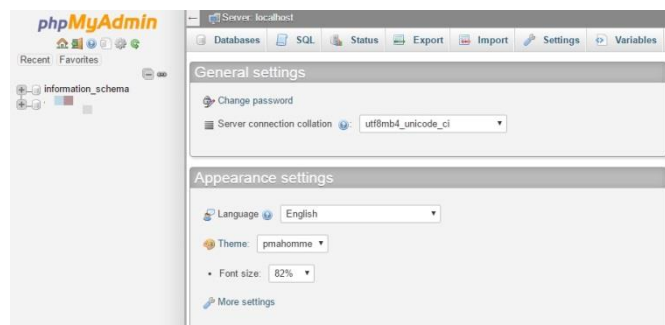 phpMyAdmin
Recent Favorites
information_schema
Server: localhost
Databases SQL Status Export Import Settings Variables
General settings
Change password
Server connection collation : utf8mb4_unicode_ci
Appearance settings
Language English
Theme: pmahomme
Font size: 82%
More settings